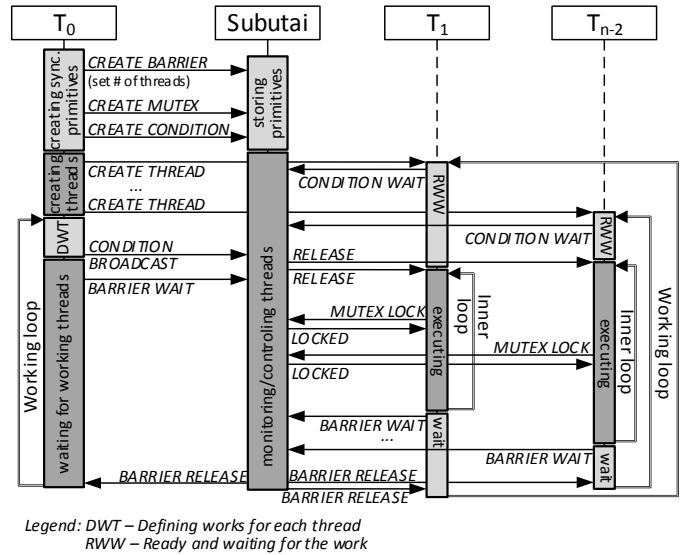 T0
Subutai
T1
Tn-2
creating sync.
primitives
CREATE BARRIER
(set # of threads)
CREATE MUTEX
CREATE CONDITION
storing
primitives
creating
threads
CREATE THREAD
...
CREATE THREAD
CONDITION WAIT
RWW
DWT
CONDITION
BROADCAST
BARRIER WAIT
RELEASE
RELEASE
CONDITION WAIT
RWW
Working loop
waiting for working threads
monitoring/controling threads
MUTEX LOCK
LOCKED
LOCKED
executing
Inner
loop
MUTEX LOCK
executing
Inner loop
Working loop
BARRIER WAIT
...
wait
BARRIER WAIT
wait
BARRIER RELEASE
BARRIER RELEASE
BARRIER RELEASE
Legend: DWT – Defining works for each thread
RWW – Ready and waiting for the work